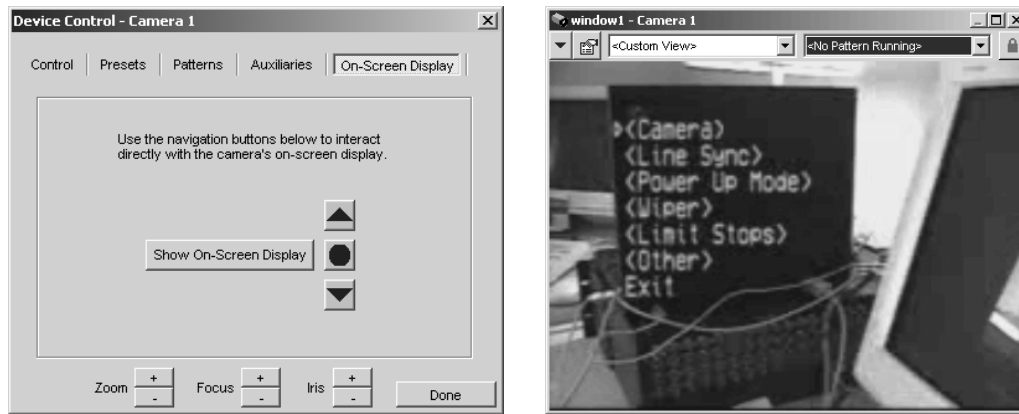 Device Control - Camera 1
Control Presets Patterns Auxiliaries On-Screen Display
Use the navigation buttons below to interact
directly with the camera's on-screen display.
Show On-Screen Display
Zoom + - Focus + - Iris + - Done
window1 - Camera 1
<Custom View> <No Pattern Running>
<Camera>
<Line Sync>
<Power Up Mode>
<Wiper>
<Limit Stops>
<Other>
Exit